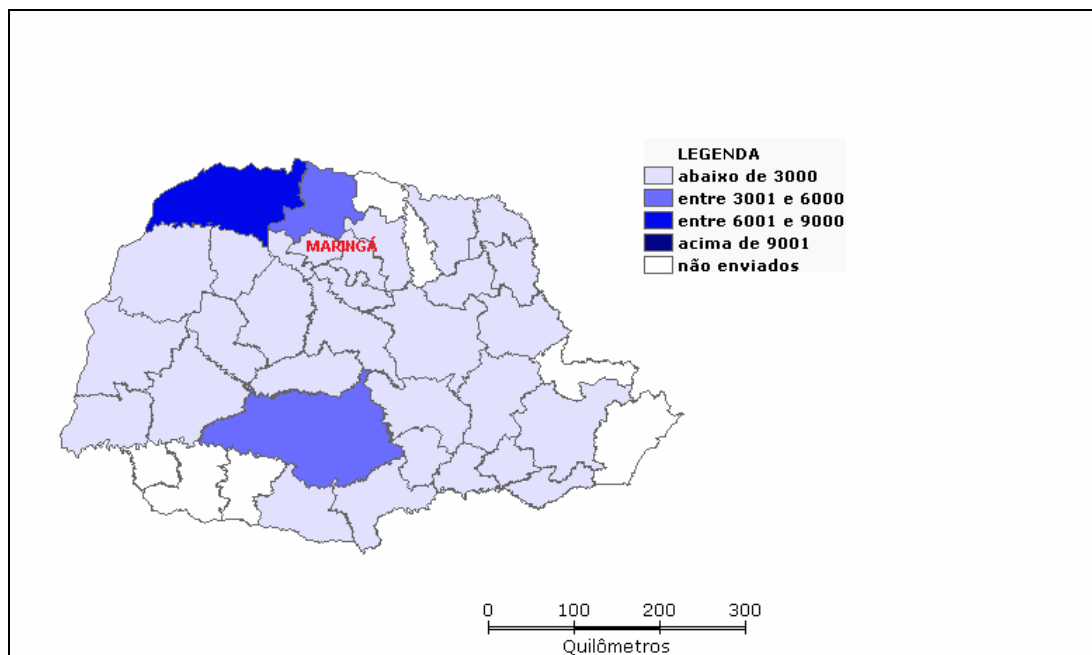 LEGENDA
abaixo de 3000
entre 3001 e 6000
entre 6001 e 9000
acima de 9001
não enviados
MARINGÁ
0 100 200 300
Quilômetros